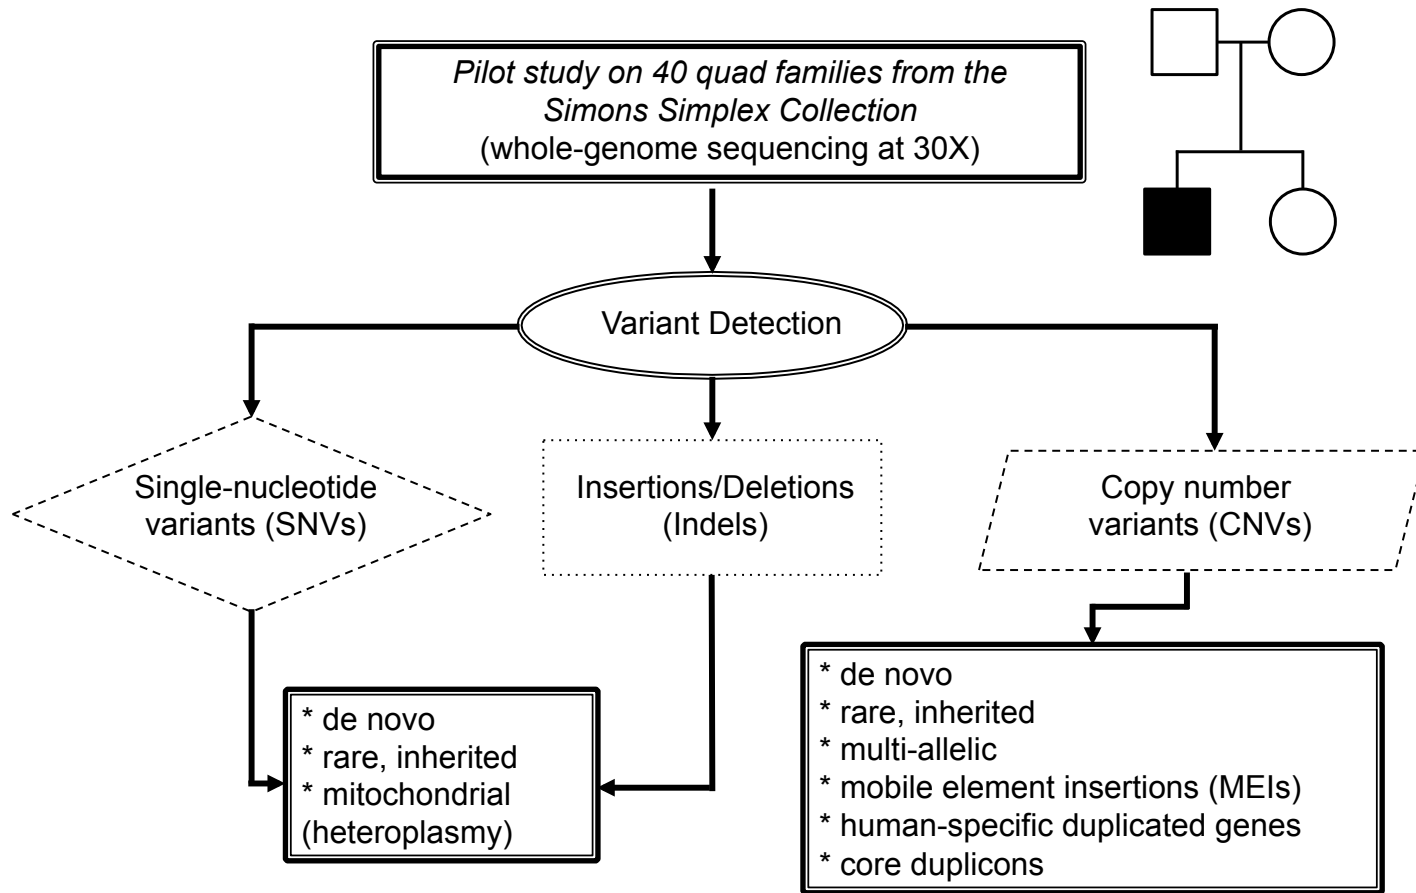 Pilot study on 40 quad families from the
Simons Simplex Collection
(whole-genome sequencing at 30X)
Variant Detection
Single-nucleotide
variants (SNVs)
Insertions/Deletions
(Indels)
Copy number
variants (CNVs)
* de novo
* rare, inherited
* mitochondrial
(heteroplasmy)
* de novo
* rare, inherited
* multi-allelic
* mobile element insertions (MEIs)
* human-specific duplicated genes
* core duplicons